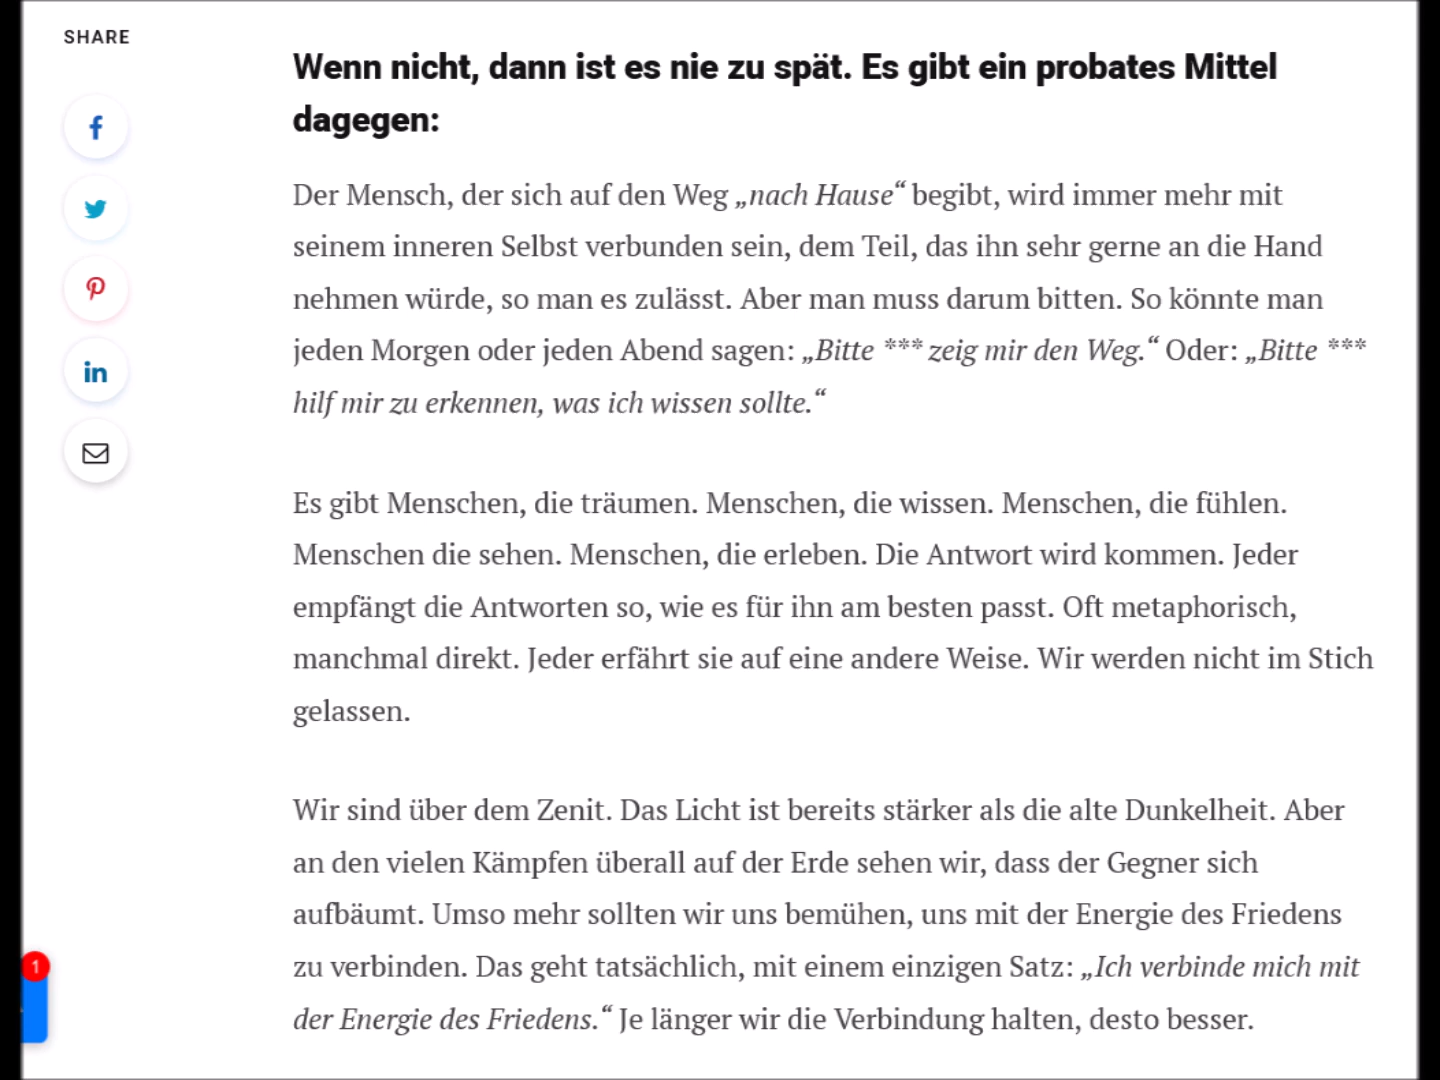 SHARE
Wenn nicht, dann ist es nie zu spät. Es gibt ein probates Mittel
dagegen:
Der Mensch, der sich auf den Weg „nach Hause“ begibt, wird immer mehr mit
seinem inneren Selbst verbunden sein, dem Teil, das ihn sehr gerne an die Hand
nehmen würde, so man es zulässt. Aber man muss darum bitten. So könnte man
jeden Morgen oder jeden Abend sagen: „Bitte *** zeig mir den Weg.“ Oder: „Bitte ***
hilf mir zu erkennen, was ich wissen sollte.“
Es gibt Menschen, die träumen. Menschen, die wissen. Menschen, die fühlen.
Menschen die sehen. Menschen, die erleben. Die Antwort wird kommen. Jeder
empfängt die Antworten so, wie es für ihn am besten passt. Oft metaphorisch,
manchmal direkt. Jeder erfährt sie auf eine andere Weise. Wir werden nicht im Stich
gelassen.
Wir sind über dem Zenit. Das Licht ist bereits stärker als die alte Dunkelheit. Aber
an den vielen Kämpfen überall auf der Erde sehen wir, dass der Gegner sich
aufbäumt. Umso mehr sollten wir uns bemühen, uns mit der Energie des Friedens
zu verbinden. Das geht tatsächlich, mit einem einzigen Satz: „Ich verbinde mich mit
der Energie des Friedens.“ Je länger wir die Verbindung halten, desto besser.
1